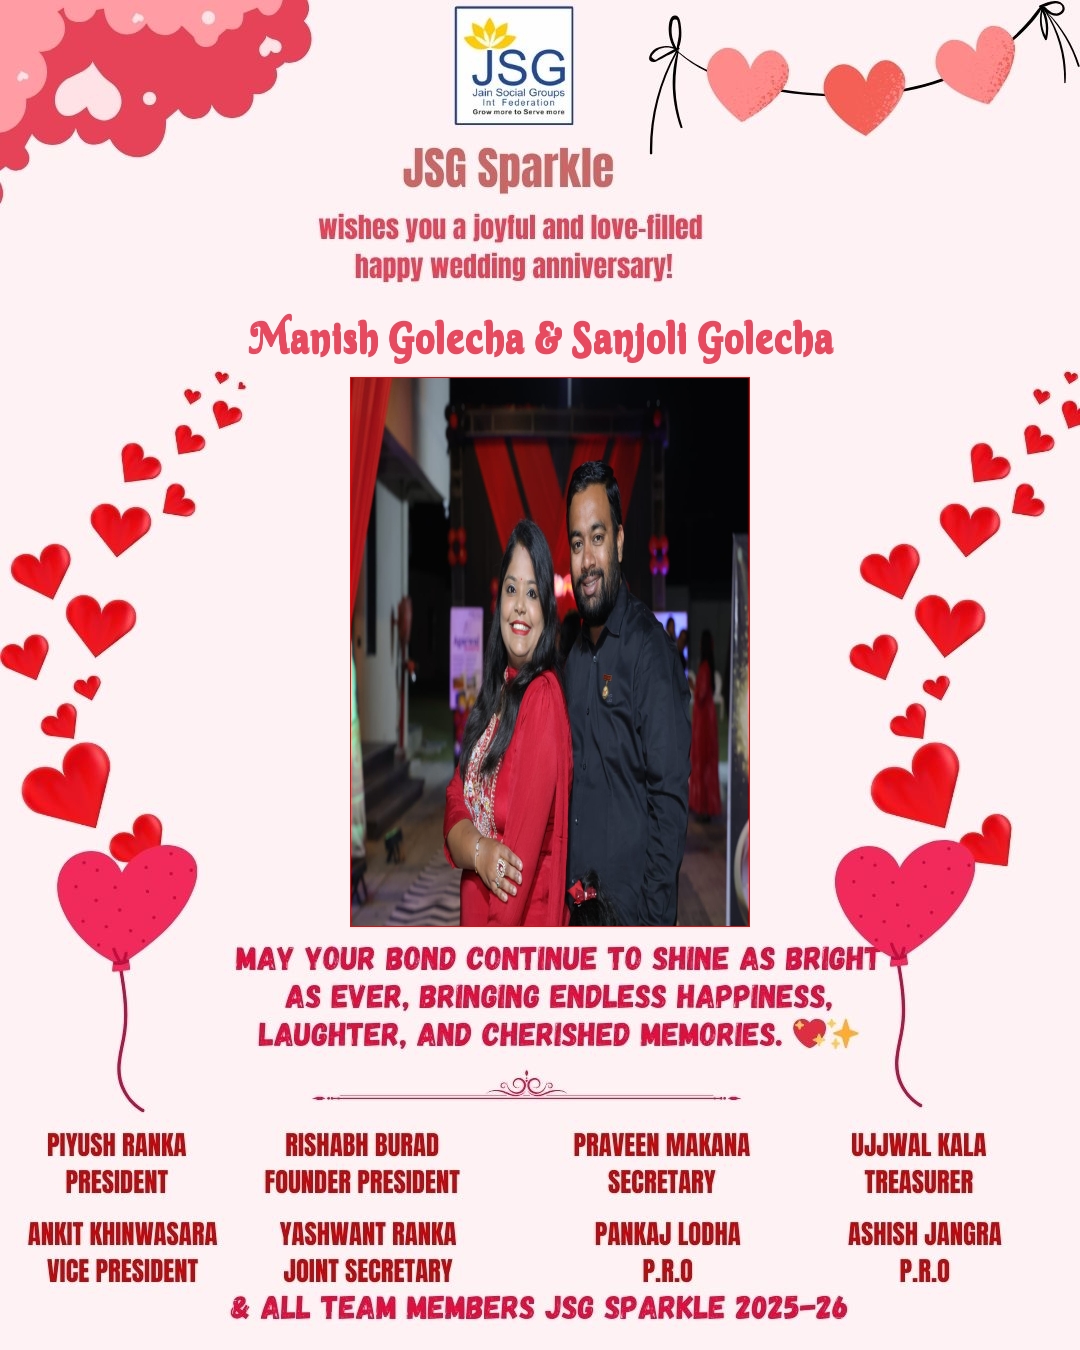 JSG
Jain Social Groups
Int Federation
Grow more to Serve more
JSG Sparkle
wishes you a joyful and love-filled
happy wedding anniversary!
Manish Golecha & Sanjoli Golecha
MAY YOUR BOND CONTINUE TO SHINE AS BRIGHT
AS EVER, BRINGING ENDLESS HAPPINESS,
LAUGHTER, AND CHERISHED MEMORIES. 💖✨
PIYUSH RANKA
PRESIDENT
RISHABH BURAD
FOUNDER PRESIDENT
PRAVEEN MAKANA
SECRETARY
UJJWAL KALA
TREASURER
ANKIT KHINWASARA
VICE PRESIDENT
YASHWANT RANKA
JOINT SECRETARY
PANKAJ LODHA
P.R.O
ASHISH JANGRA
P.R.O
& ALL TEAM MEMBERS JSG SPARKLE 2025-26